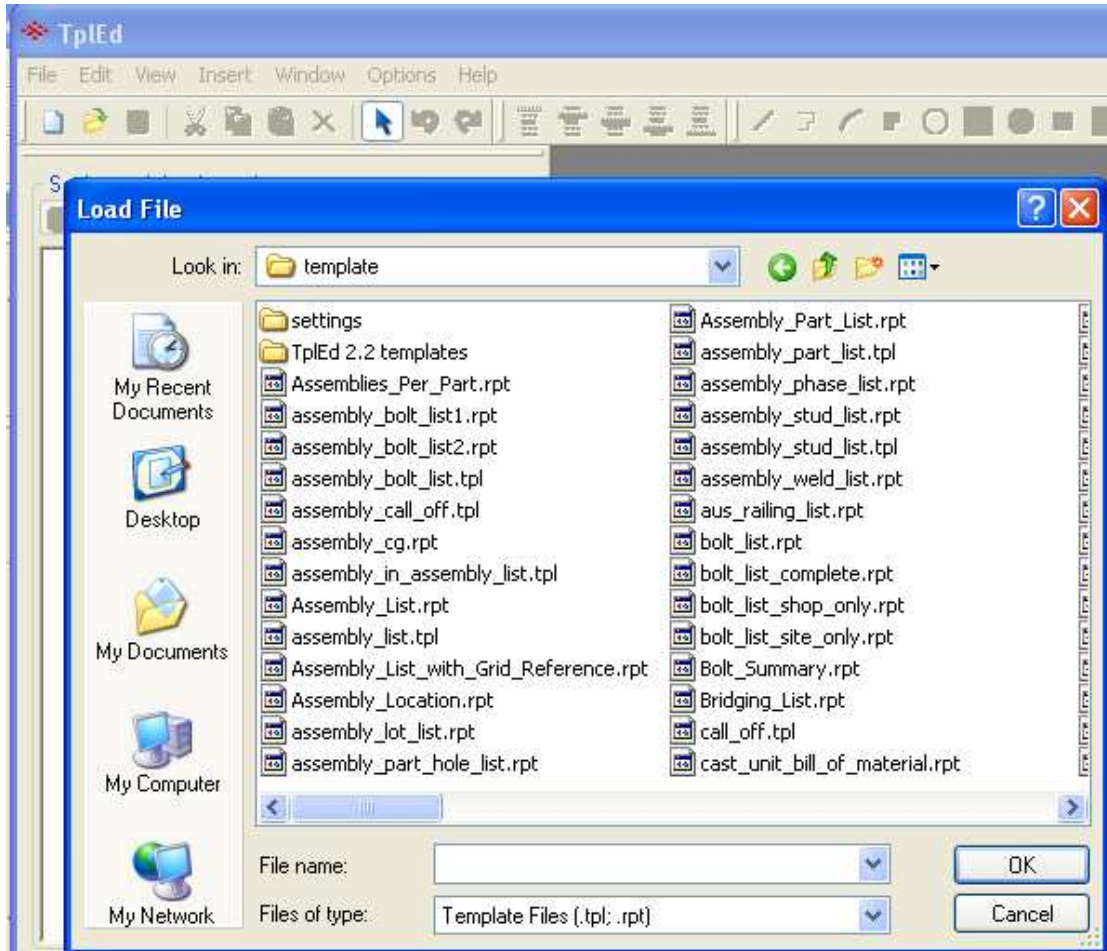 TplEd
File Edit View Insert Window Options Help
Load File
Look in: template
settings
TplEd 2.2 templates
Assemblies_Per_Part.rpt
assembly_bolt_list1.rpt
assembly_bolt_list2.rpt
assembly_bolt_list.tpl
assembly_call_off.tpl
assembly_cg.rpt
assembly_in_assembly_list.tpl
Assembly_List.rpt
assembly_list.tpl
Assembly_List_with_Grid_Reference.rpt
Assembly_Location.rpt
assembly_lot_list.rpt
assembly_part_hole_list.rpt
Assembly_Part_List.rpt
assembly_part_list.tpl
assembly_phase_list.rpt
assembly_stud_list.rpt
assembly_stud_list.tpl
assembly_weld_list.rpt
aus_railing_list.rpt
bolt_list.rpt
bolt_list_complete.rpt
bolt_list_shop_only.rpt
bolt_list_site_only.rpt
Bolt_Summary.rpt
Bridging_List.rpt
call_off.tpl
cast_unit_bill_of_material.rpt
My Recent
Documents
Desktop
My Documents
My Computer
My Network
File name:
OK
Files of type: Template Files (.tpl; .rpt)
Cancel